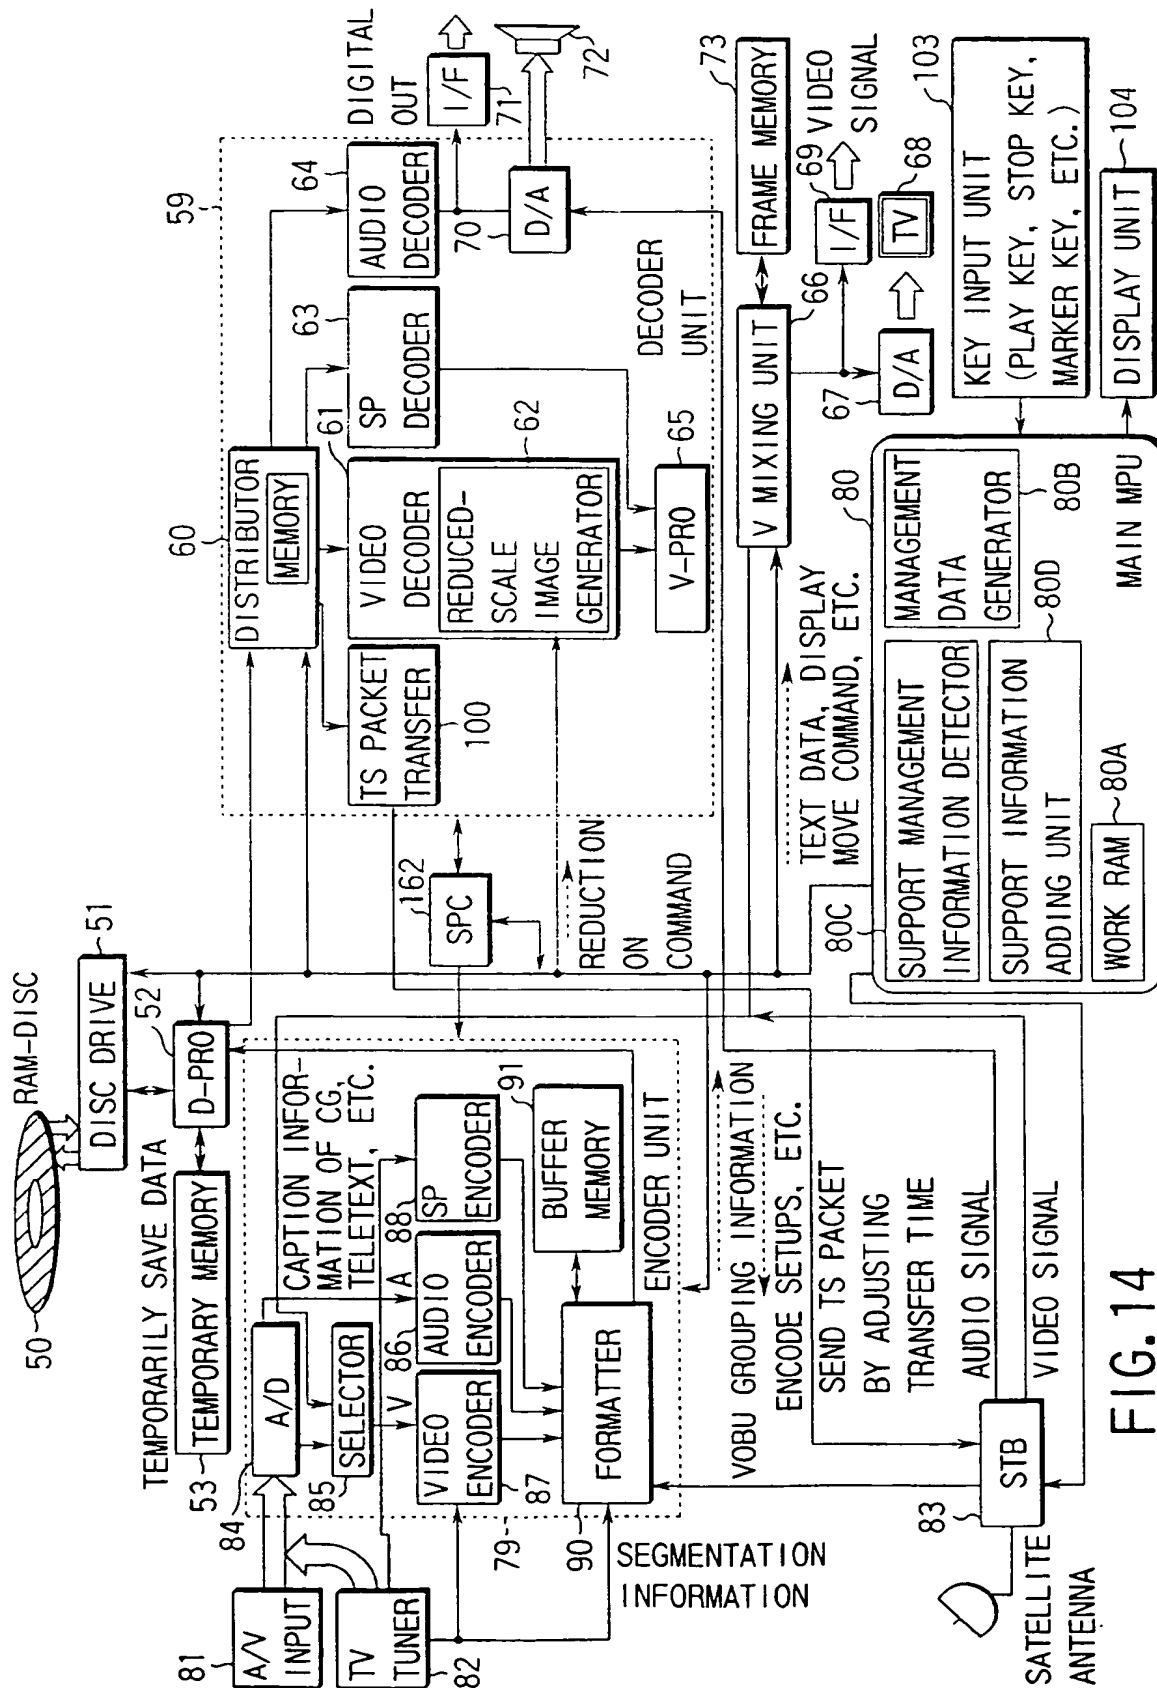 RAM-DISC
50
DISC DRIVE
51
TEMPORARILY SAVE DATA
TEMPORARY MEMORY
53
D-PRO
52
59
DISTRIBUTOR
MEMORY
60
TS PACKET
TRANSFER
100
VIDEO
DECODER
61
REDUCED-
SCALE
IMAGE
GENERATOR
62
SP
DECODER
63
AUDIO
DECODER
64
V-PRO
65
DECODER
UNIT
D/A
70
DIGITAL
OUT
I/F
71
72
A/V
INPUT
81
TV
TUNER
82
A/D
84
SELECTOR
85
CAPTION INFOR-
MATION OF CG,
TELETEXT, ETC.
V
A
VIDEO
ENCODER
87
AUDIO
ENCODER
86
SP
ENCODER
88
FORMATTER
90
BUFFER
MEMORY
91
ENCODER UNIT
79
SEGMENTATION
INFORMATION
SPC
162
REDUCTION
ON
COMMAND
V MIXING UNIT
66
FRAME MEMORY
73
I/F
69
VIDEO
SIGNAL
D/A
67
TV
68
VOBU GROUPING INFORMATION
ENCODE SETUPS, ETC.
SEND TS PACKET
BY ADJUSTING
TRANSFER TIME
AUDIO SIGNAL
VIDEO SIGNAL
TEXT DATA, DISPLAY
MOVE COMMAND, ETC.
STB
83
SATELLITE
ANTENNA
80C
SUPPORT MANAGEMENT
INFORMATION DETECTOR
MANAGEMENT
DATA
GENERATOR
80B
80
SUPPORT INFORMATION
ADDING UNIT
80D
WORK RAM
80A
MAIN MPU
KEY INPUT UNIT
(PLAY KEY, STOP KEY,
MARKER KEY, ETC.)
103
DISPLAY UNIT
104
FIG.14